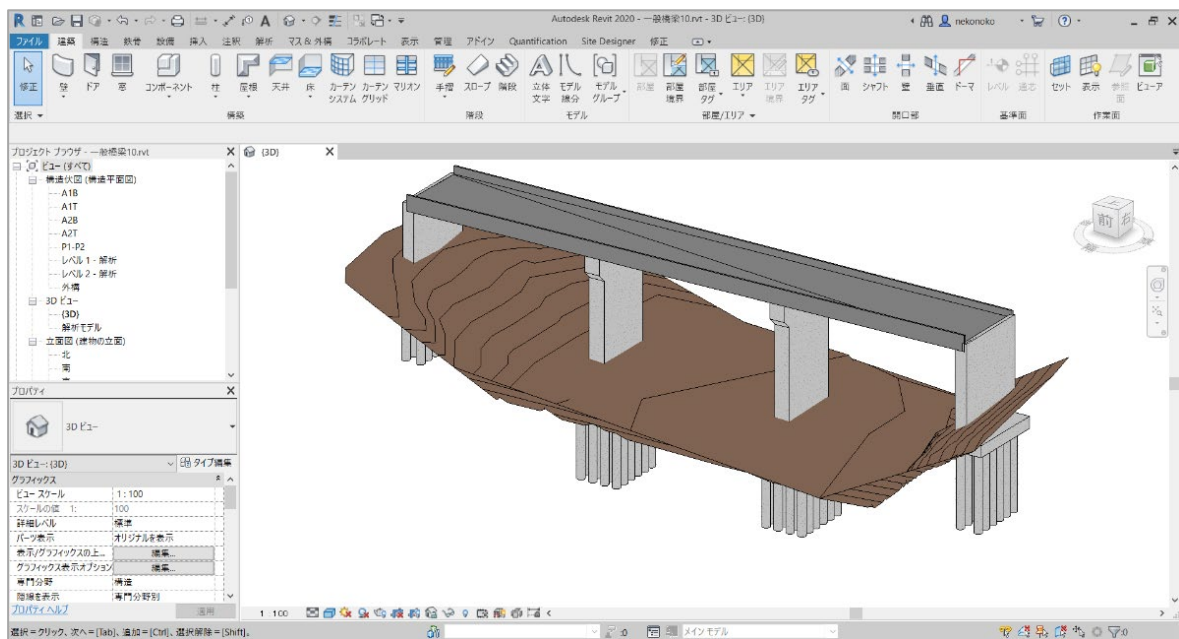 Autodesk Revit 2020 - 一般橋梁10.rvt - 3D ビュー: {3D}
nekonoko
ファイル 建築 構造 鉄骨 設備 挿入 注釈 解析 マス & 外構 コラボレート 表示 管理 アドイン Quantification Site Designer 修正
修正 壁 ドア 窓 コンポーネント 柱 屋根 天井 床 カーテン システム カーテン グリッド マリオン 手摺 スロープ 階段 立体 文字 モデル 線分 モデル グループ 部屋 部屋 境界 部屋 タグ エリア エリア 境界 エリア タグ 面 シャフト 壁 垂直 ドーマ レベル 通芯 セット 表示 参照 面 ビューア
選択 構築 階段 モデル 部屋/エリア 開口部 基準面 作業面
プロジェクト ブラウザ - 一般橋梁10.rvt
{3D}
ビュー (すべて)
構造伏図 (構造平面図)
A1B
A1T
A2B
A2T
P1-P2
レベル 1 - 解析
レベル 2 - 解析
外構
3D ビュー
{3D}
解析モデル
立面図 (建物の立面)
北
南
前 右
プロパティ
3D ビュー
3D ビュー: {3D} タイプ編集
グラフィックス
ビュー スケール 1 : 100
スケールの値 1: 100
詳細レベル 標準
パーツ表示 オリジナルを表示
表示/グラフィックスの上... 編集...
グラフィックス表示オプション 編集...
専門分野 構造
隠線を表示 専門分野別
プロパティ ヘルプ 適用
1 : 100
選択 = クリック、次へ = [Tab]、追加 = [Ctrl]、選択解除 = [Shift]。
:0
メイン モデル
:0